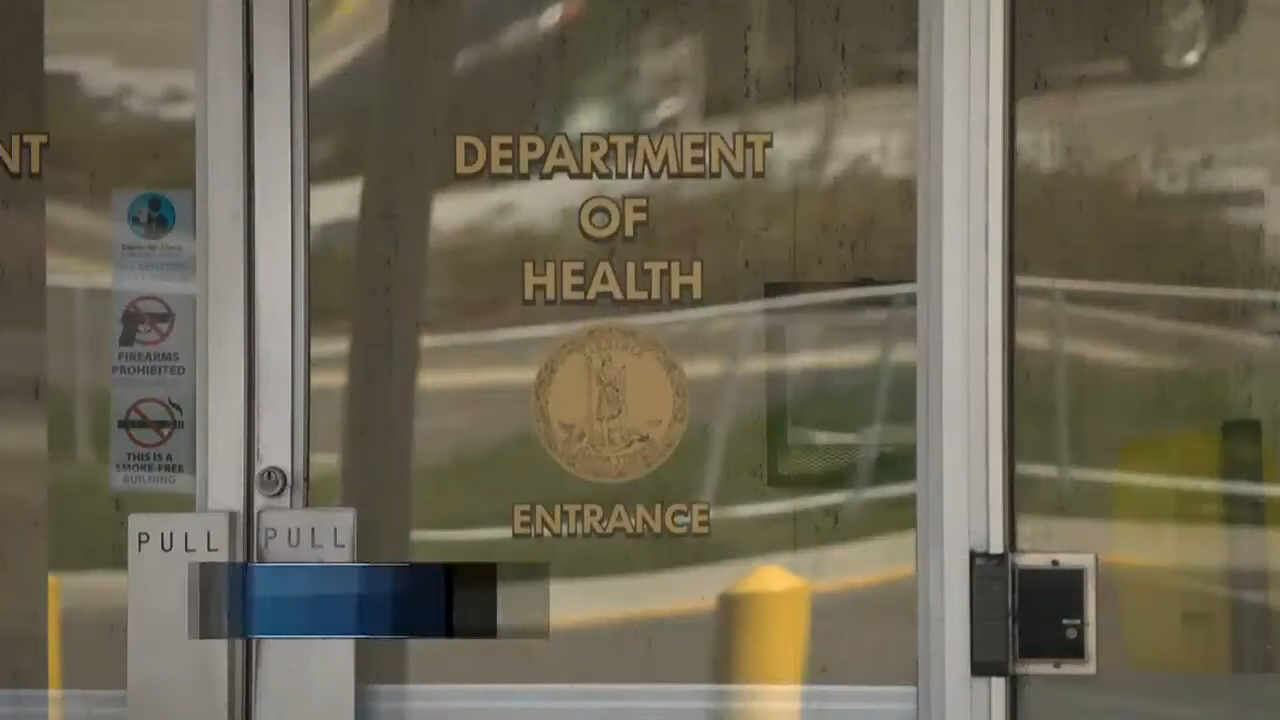 NT
DEPARTMENT
OF
HEALTH
FIREARMS
PROHIBITED
THIS IS A
SMOKE-FREE
BUILDING
ENTRANCE
PULL
PULL